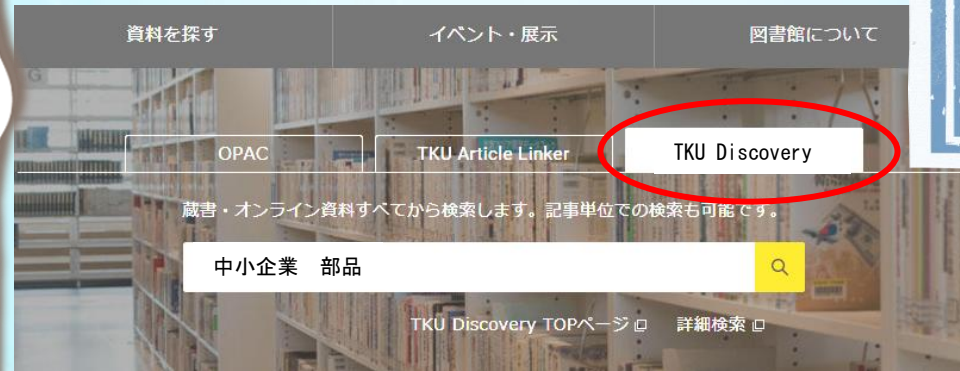 資料を探す イベント・展示 図書館について
OPAC TKU Article Linker TKU Discovery
蔵書・オンライン資料すべてから検索します。記事単位での検索も可能です。
中小企業 部品
TKU Discovery TOPページ 詳細検索